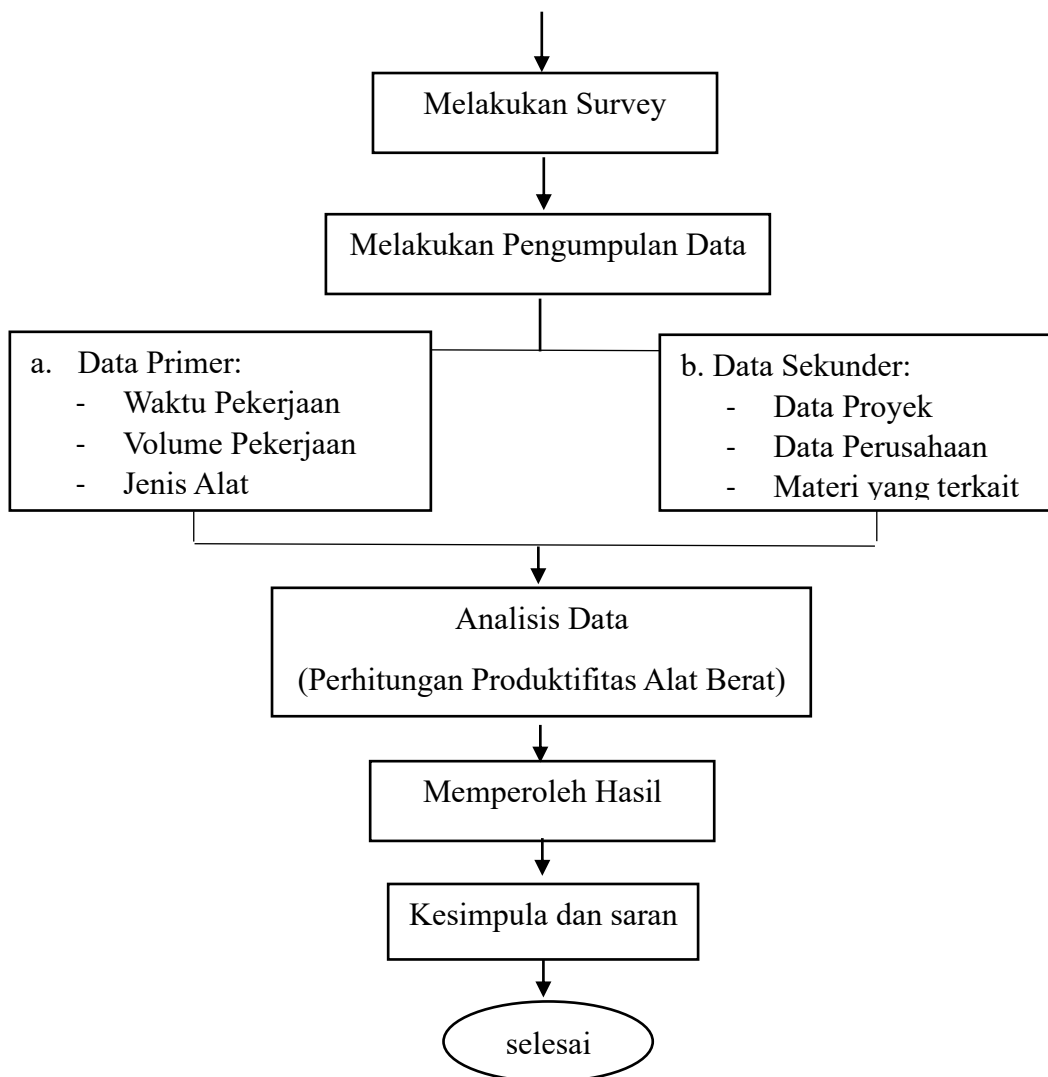 Melakukan Survey
Melakukan Pengumpulan Data
a. Data Primer:
- Waktu Pekerjaan
- Volume Pekerjaan
- Jenis Alat
b. Data Sekunder:
- Data Proyek
- Data Perusahaan
- Materi yang terkait
Analisis Data
(Perhitungan Produktifitas Alat Berat)
Memperoleh Hasil
Kesimpula dan saran
selesai